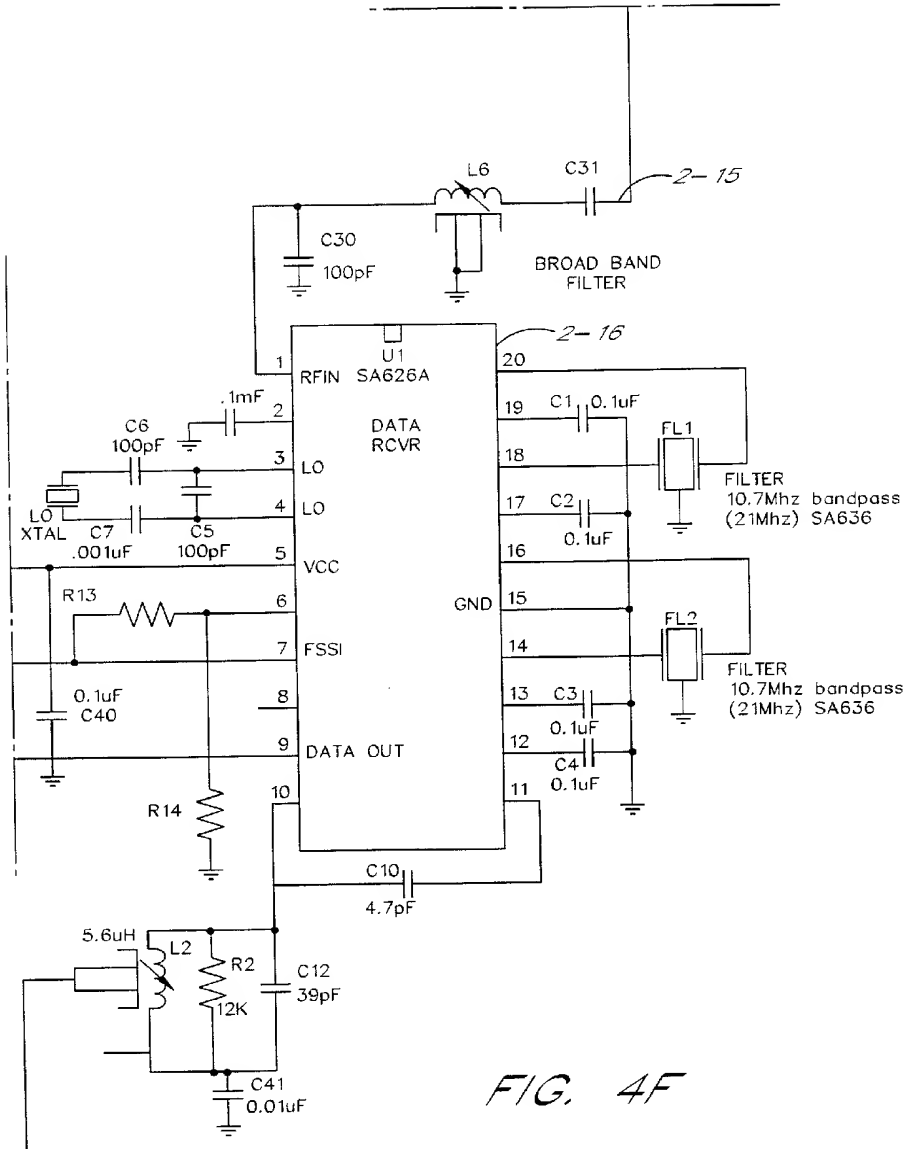 L6
C31
2-15
C30
100pF
BROAD BAND
FILTER
2-16
1
U1
20
RFIN
SA626A
.1mF
2
DATA
RCVR
19
C1
0.1uF
C6
100pF
3
LO
18
FL1
FILTER
10.7Mhz bandpass
(21Mhz) SA636
LO
XTAL
C7
.001uF
4
LO
C5
100pF
17
C2
0.1uF
5
VCC
16
R13
6
GND
15
FL2
7
FSSI
14
FILTER
10.7Mhz bandpass
(21Mhz) SA636
0.1uF
C40
8
13
C3
0.1uF
9
DATA OUT
12
C4
0.1uF
10
11
R14
C10
4.7pF
5.6uH
L2
R2
12K
C12
39pF
C41
0.01uF
FIG. 4F